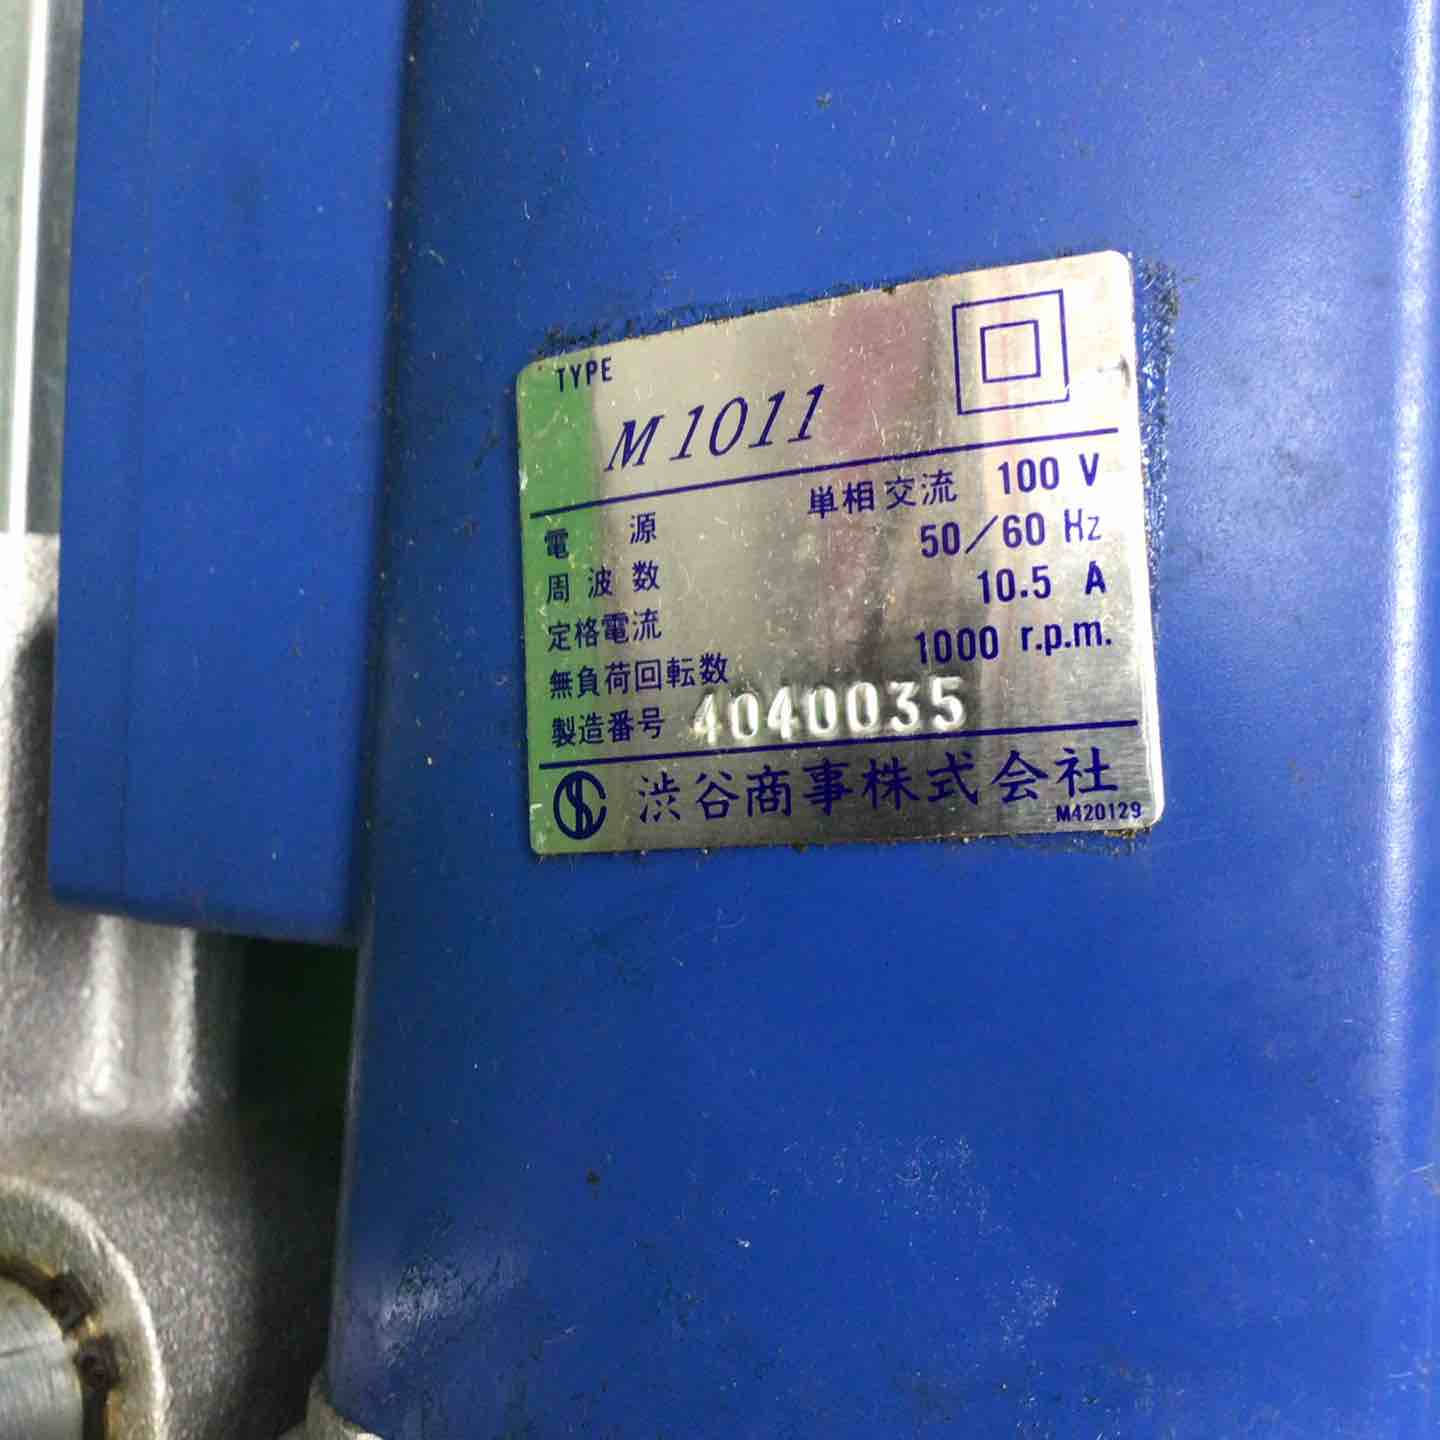 TYPE
M1011
電源 単相交流 100 V
周波数 50/60 Hz
定格電流 10.5 A
無負荷回転数 1000 r.p.m.
製造番号 4040035
渋谷商事株式会社
M420129